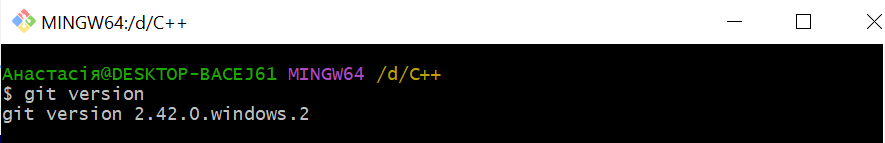 MINGW64:/d/C++
Анастасія@DESKTOP-BACEJ61 MINGW64 /d/C++
$ git version
git version 2.42.0.windows.2